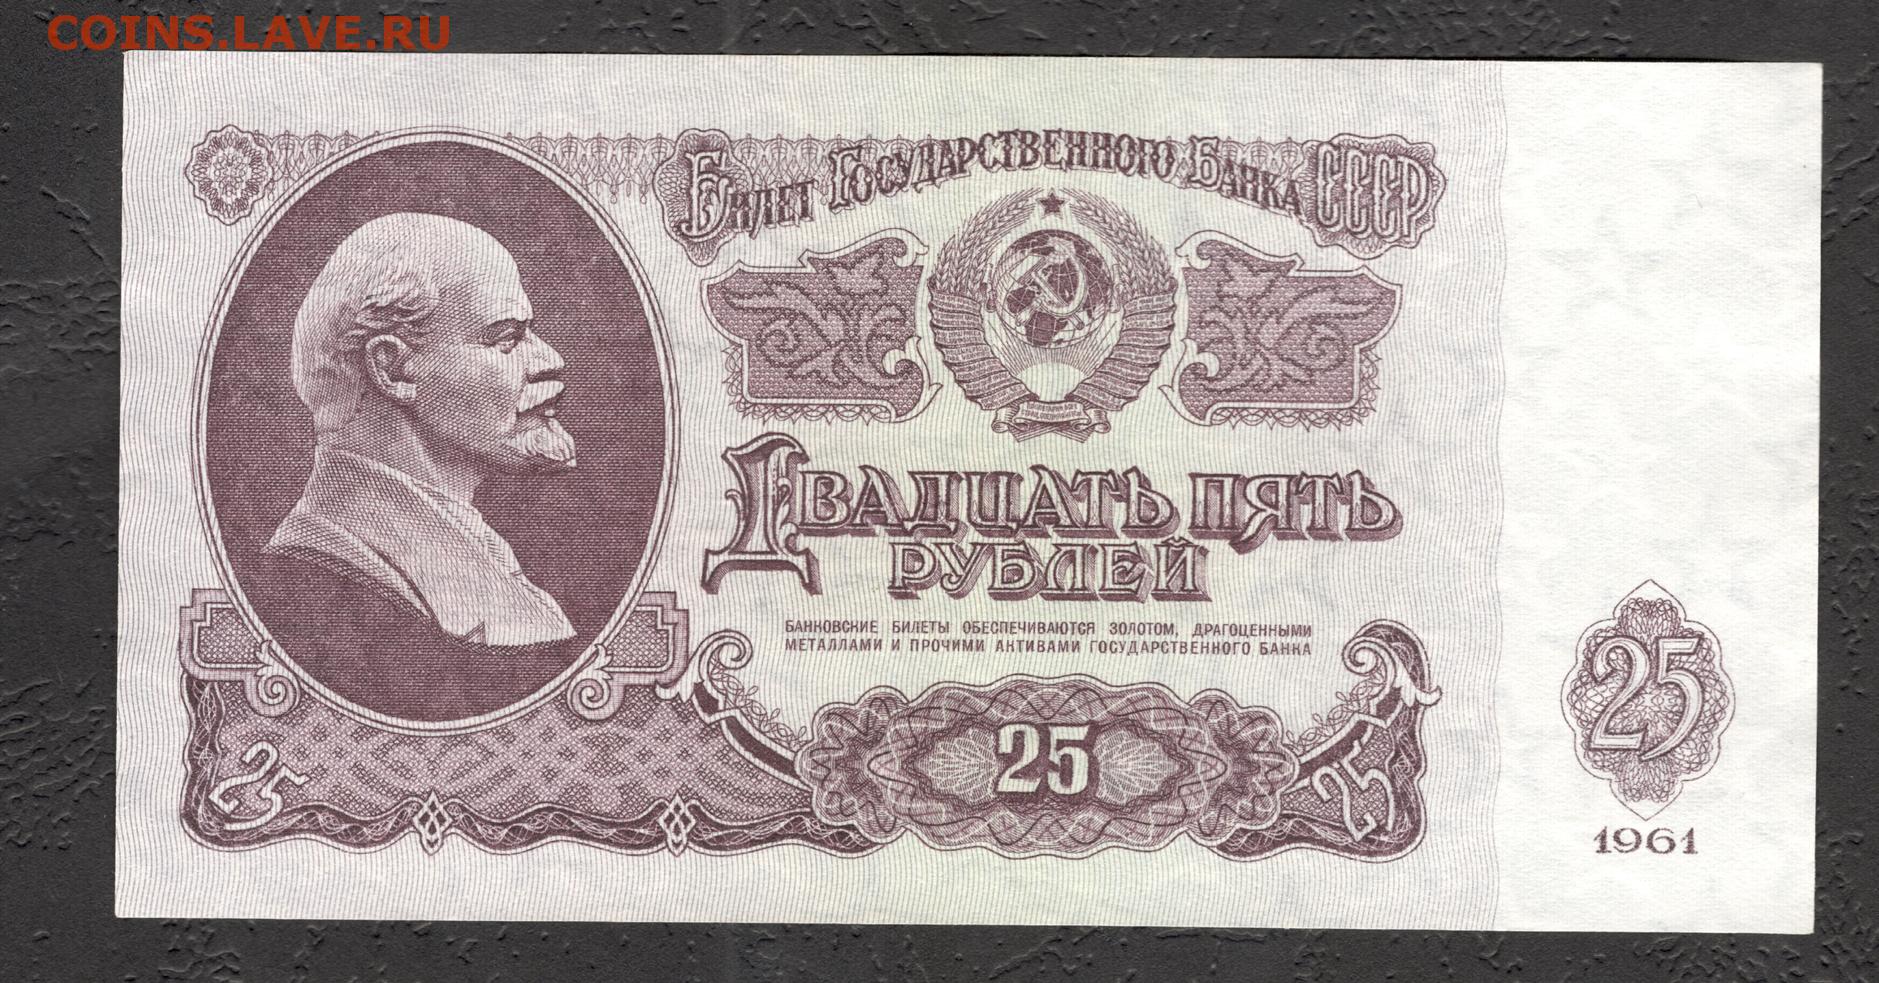 COINS.LAVE.RU
Билет Государственного Банка СССР
Двадцать пять
рублей
БАНКОВСКИЕ БИЛЕТЫ ОБЕСПЕЧИВАЮТСЯ ЗОЛОТОМ, ДРАГОЦЕННЫМИ
МЕТАЛЛАМИ И ПРОЧИМИ АКТИВАМИ ГОСУДАРСТВЕННОГО БАНКА
25
25
25
25
1961